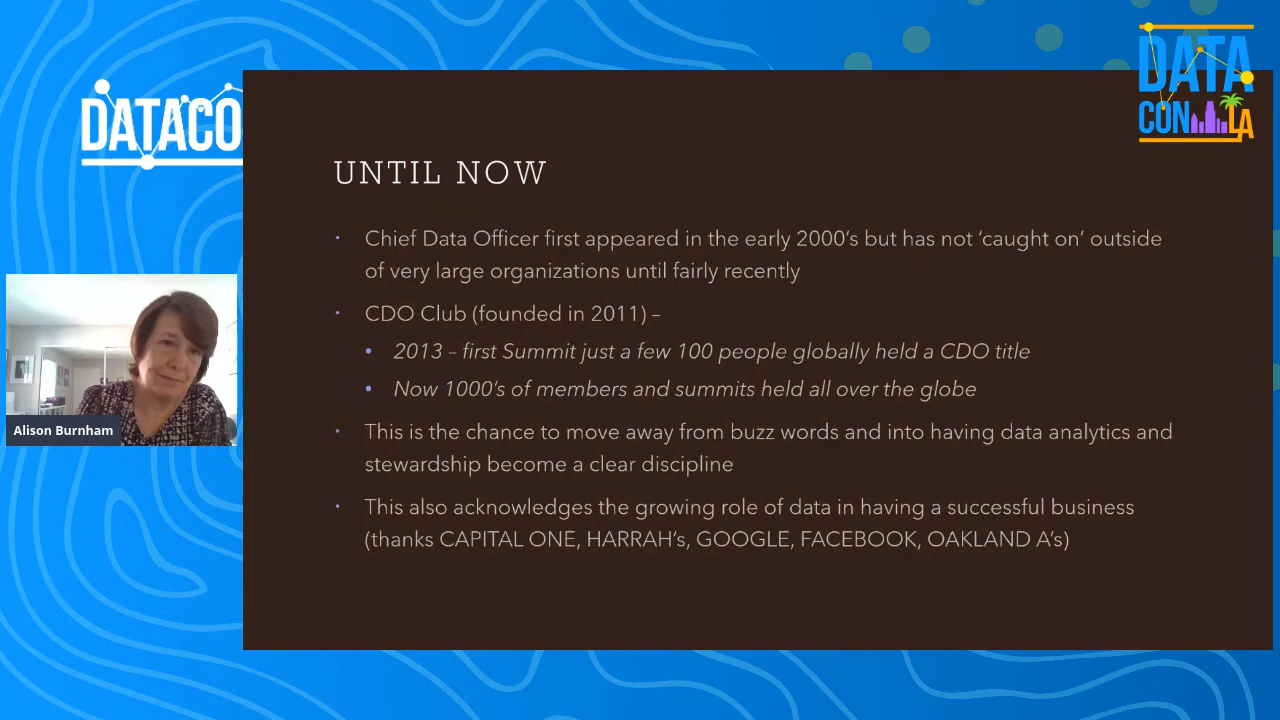 DATACO
DATA
CON LA
UNTIL NOW
• Chief Data Officer first appeared in the early 2000's but has not 'caught on' outside
of very large organizations until fairly recently
• CDO Club (founded in 2011) –
• 2013 – first Summit just a few 100 people globally held a CDO title
• Now 1000's of members and summits held all over the globe
• This is the chance to move away from buzz words and into having data analytics and
stewardship become a clear discipline
• This also acknowledges the growing role of data in having a successful business
(thanks CAPITAL ONE, HARRAH's, GOOGLE, FACEBOOK, OAKLAND A's)
Alison Burnham